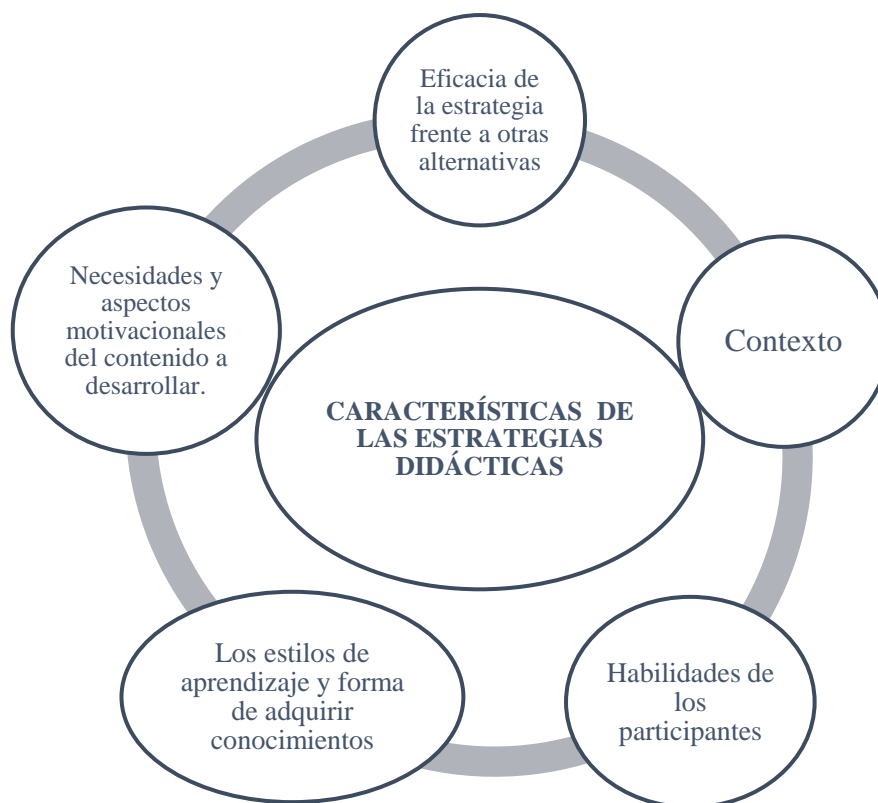 Eficacia de
la estrategia
frente a otras
alternativas
Contexto
Habilidades de
los
participantes
Los estilos de
aprendizaje y forma
de adquirir
conocimientos
Necesidades y
aspectos
motivacionales
del contenido a
desarrollar.
CARACTERÍSTICAS DE
LAS ESTRATEGIAS
DIDÁCTICAS